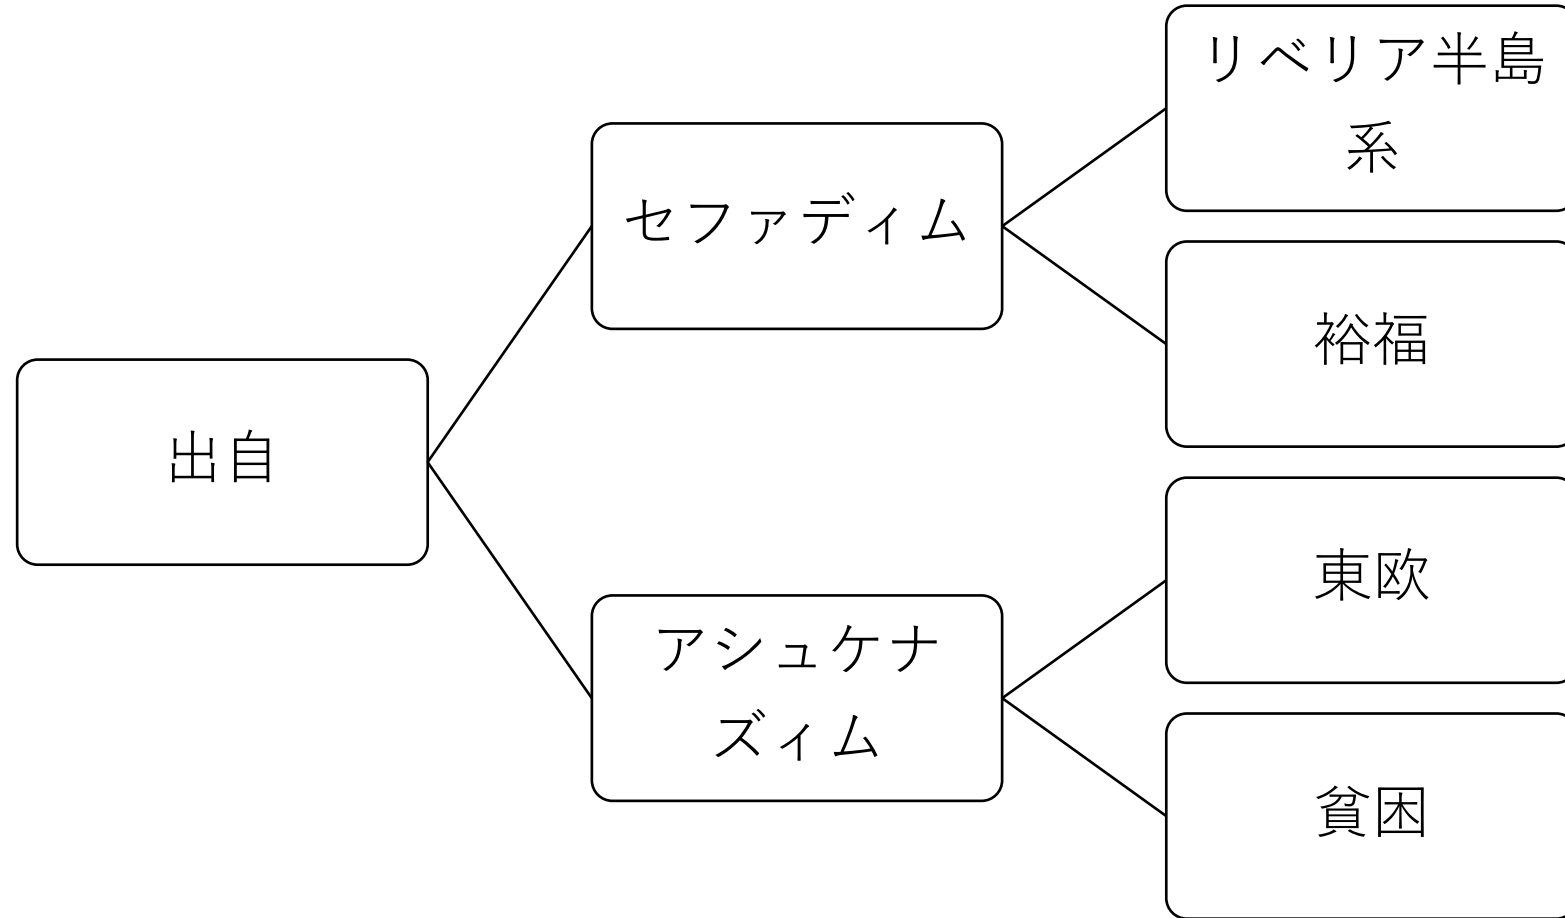 出自
セファディム
アシュケナ
ズィム
リベリア半島
系
裕福
東欧
貧困